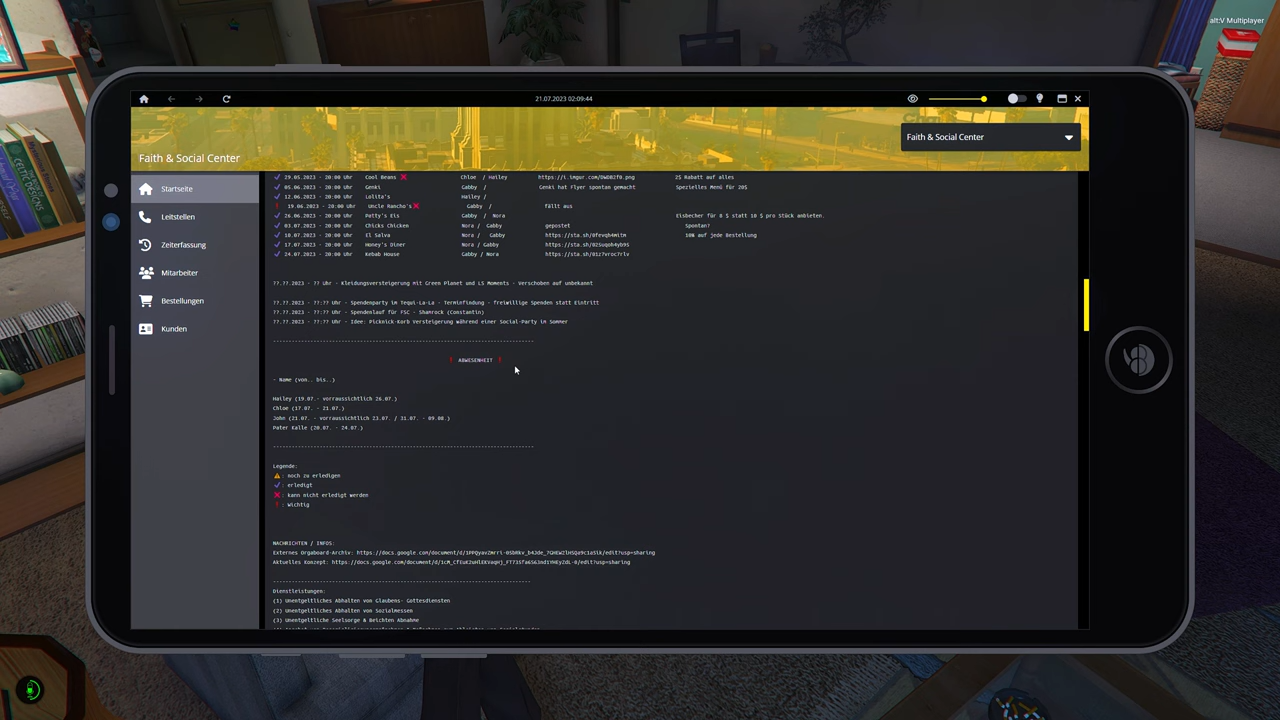 alt:V Multiplayer
21.07.2023 02:09:44
Faith & Social Center
Faith & Social Center
Startseite
Leitstellen
Zeiterfassung
Mitarbeiter
Bestellungen
Kunden
29.05.2023 - 20:00 Uhr Cool Beans Chloe / Hailey 2$ Rabatt auf alles
05.06.2023 - 20:00 Uhr Genki Gabby / Genki hat Flyer spontan gemacht Spezielles Menü für 20$
12.06.2023 - 20:00 Uhr Lolita's Hailey /
19.06.2023 - 20:00 Uhr Uncle Rancho's Gabby / fällt aus
26.06.2023 - 20:00 Uhr Patty's Eis Gabby / Nora Eisbecher für 8 $ statt 10 $ pro Stück anbieten.
03.07.2023 - 20:00 Uhr Chicks Chicken Nora / Gabby gepostet Spontan?
10.07.2023 - 20:00 Uhr El Salva Nora / Gabby 10% auf jede Bestellung
17.07.2023 - 20:00 Uhr Honey's Diner Nora / Gabby
24.07.2023 - 20:00 Uhr Kebab House Gabby / Nora
??.??.2023 - ?? Uhr - Kleidungsversteigerung mit Green Planet und LS Moments - Verschoben auf unbekannt
??.??.2023 - ??:?? Uhr - Spendenparty im Tequi-La-La - Terminfindung - freiwillige Spenden statt Eintritt
??.??.2023 - ??:?? Uhr - Spendenlauf für FSC - Shamrock (Constantin)
??.??.2023 - ??:?? Uhr - Idee: Picknick-Korb Versteigerung während einer Social-Party im Sommer
ABWESENHEIT
- Name (von.. bis..)
Hailey (19.07.- vorraussichtlich 26.07.)
Chloe (17.07. - 21.07.)
John (21.07. - vorraussichtlich 23.07. / 31.07. - 09.08.)
Pater Kalle (20.07. - 24.07.)
Legende:
: noch zu erledigen
: erledigt
: kann nicht erledigt werden
: Wichtig
NACHRICHTEN / INFOS:
Externes Orgaboard-Archiv:
Aktuelles Konzept:
Dienstleistungen:
(1) Unentgeltliches Abhalten von Glaubens- Gottesdiensten
(2) Unentgeltliches Abhalten von Sozialmessen
(3) Unentgeltliche Seelsorge & Beichten Abnahme